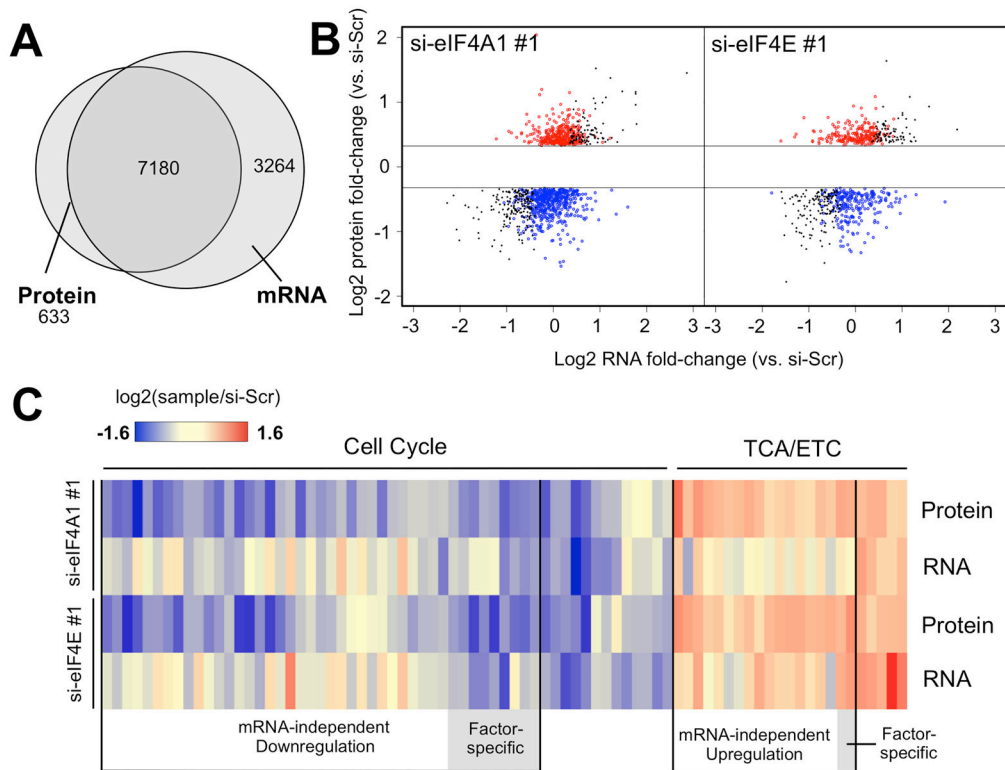 A
7180
3264
Protein
633
mRNA
B
si-eIF4A1 #1
si-eIF4E #1
Log2 protein fold-change (vs. si-Scr)
2
1
0
-1
-2
-3 -2 -1 0 1 2 3
-3 -2 -1 0 1 2 3
Log2 RNA fold-change (vs. si-Scr)
C
log2(sample/si-Scr)
-1.6 1.6
Cell Cycle
TCA/ETC
si-eIF4A1 #1
si-eIF4E #1
Protein
RNA
Protein
RNA
mRNA-independent
Downregulation
Factor-
specific
mRNA-independent
Upregulation
Factor-
specific